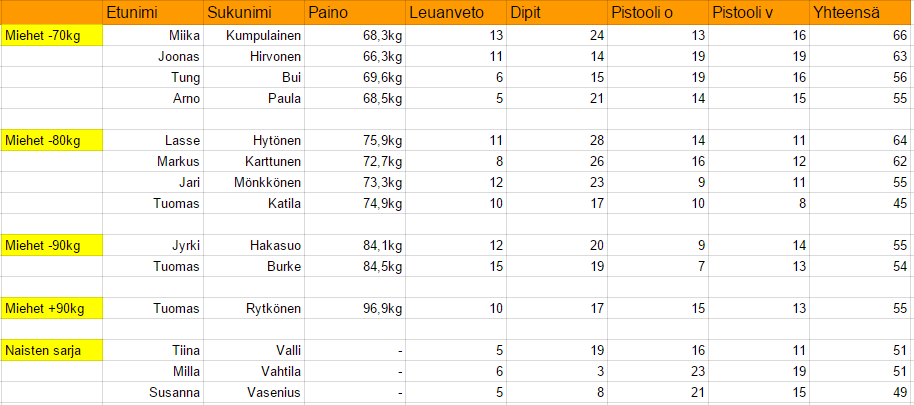 Etunimi Sukunimi Paino Leuanveto Dipit Pistooli o Pistooli v Yhteensä
Miehet -70kg Miika Kumpulainen 68,3kg 13 24 13 16 66
Joonas Hirvonen 66,3kg 11 14 19 19 63
Tung Bui 69,6kg 6 15 19 16 56
Arno Paula 68,5kg 5 21 14 15 55
Miehet -80kg Lasse Hytönen 75,9kg 11 28 14 11 64
Markus Karttunen 72,7kg 8 26 16 12 62
Jari Mönkkönen 73,3kg 12 23 9 11 55
Tuomas Katila 74,9kg 10 17 10 8 45
Miehet -90kg Jyrki Hakasuo 84,1kg 12 20 9 14 55
Tuomas Burke 84,5kg 15 19 7 13 54
Miehet +90kg Tuomas Rytkönen 96,9kg 10 17 15 13 55
Naisten sarja Tiina Valli - 5 19 16 11 51
Milla Vahtila - 6 3 23 19 51
Susanna Vasenius - 5 8 21 15 49